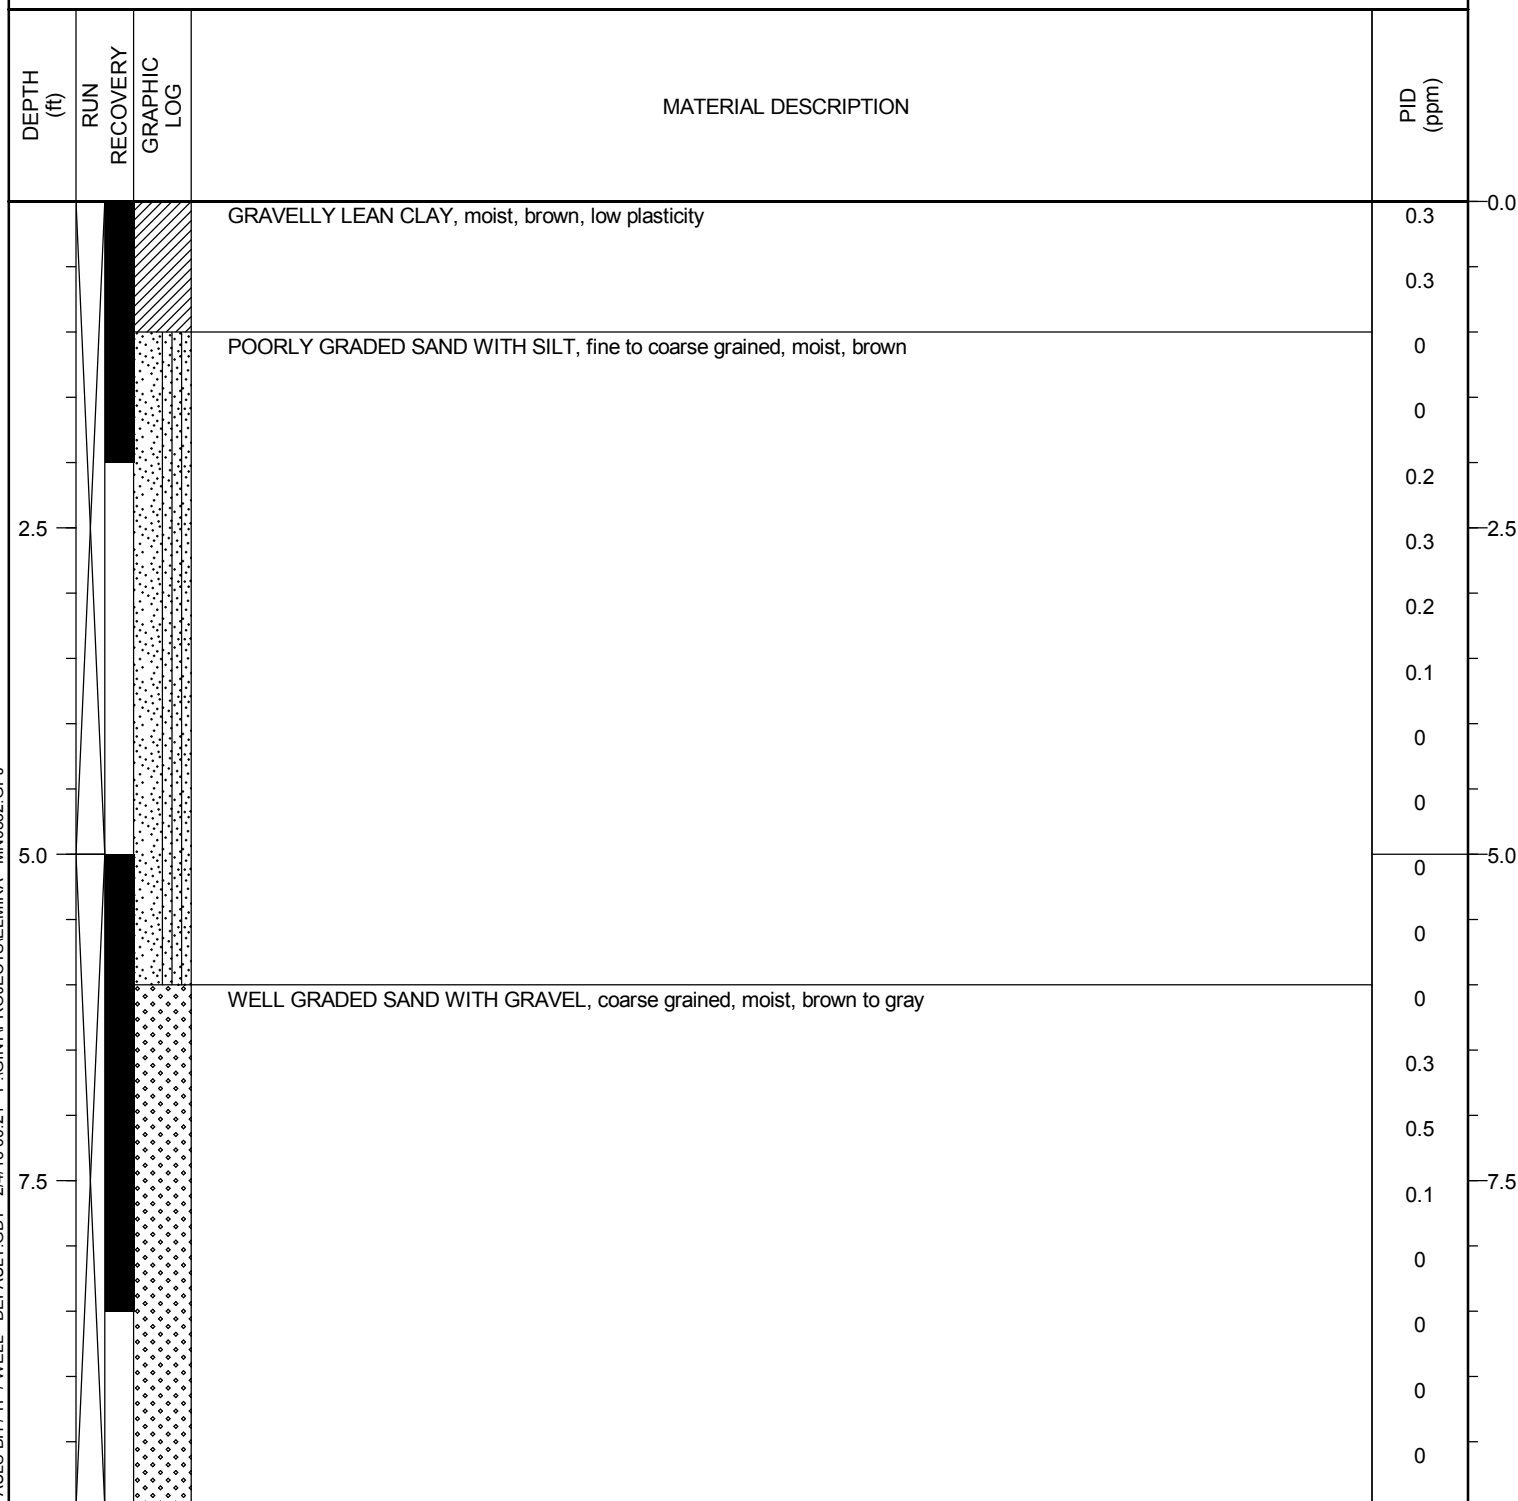 DEPTH
(ft)
RUN
RECOVERY
GRAPHIC
LOG
MATERIAL DESCRIPTION
PID
(ppm)
0.0
GRAVELLY LEAN CLAY, moist, brown, low plasticity
0.3
0.3
POORLY GRADED SAND WITH SILT, fine to coarse grained, moist, brown
0
0
0.2
2.5
2.5
0.3
0.2
0.1
0
0
5.0
5.0
0
0
WELL GRADED SAND WITH GRAVEL, coarse grained, moist, brown to gray
0
0.3
0.5
7.5
7.5
0.1
0
0
0
0